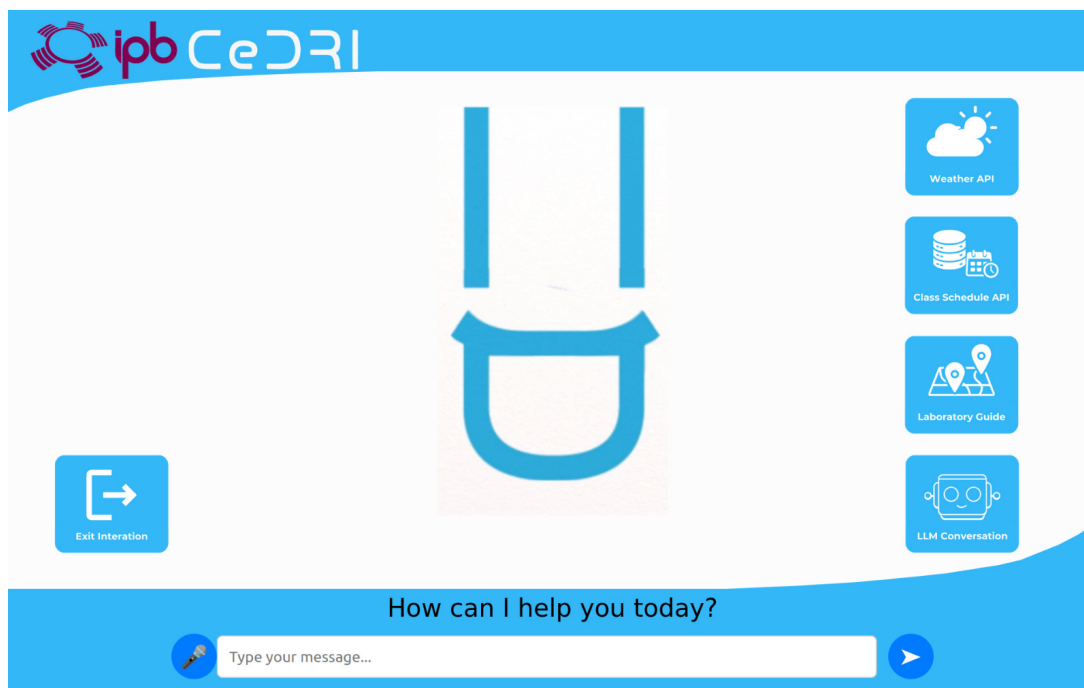 ipb CeDRI
Weather API
Class Schedule API
Laboratory Guide
Exit Interation
LLM Conversation
How can I help you today?
Type your message...